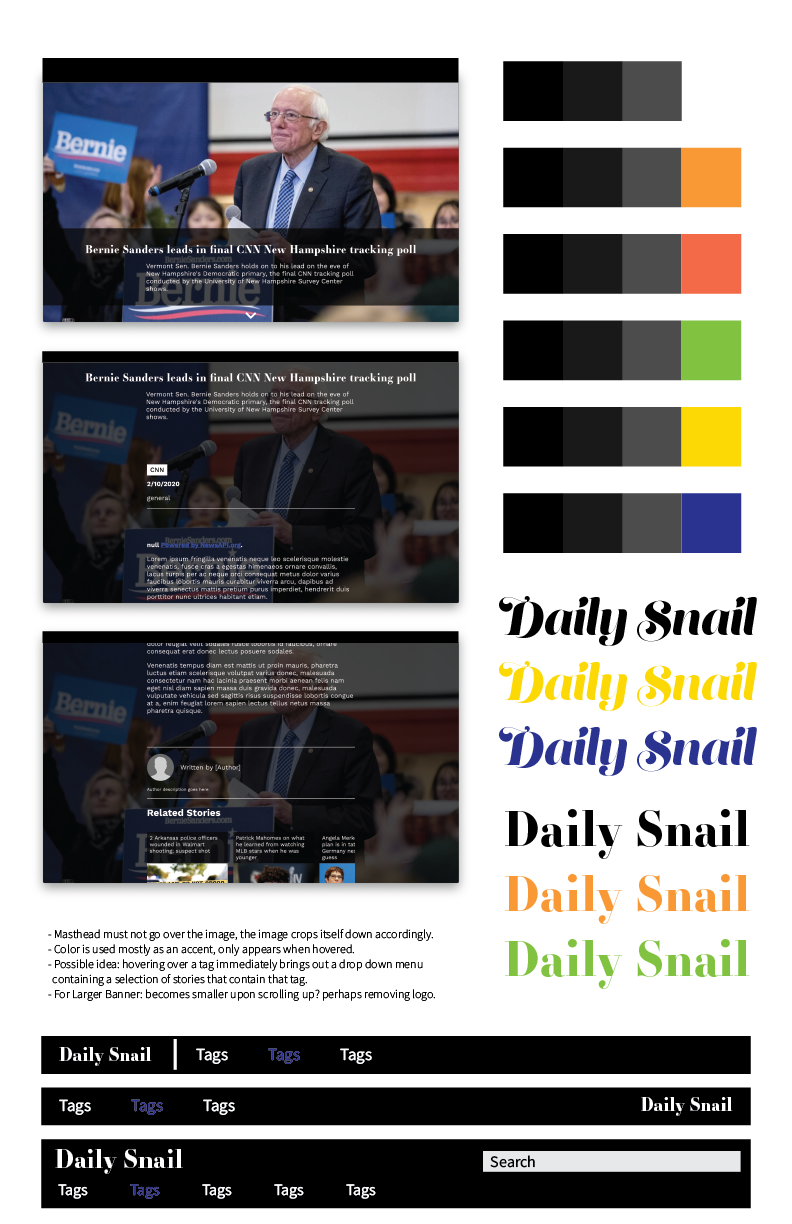 Bernie
Bernie Sanders leads in final CNN New Hampshire tracking poll
Vermont Sen. Bernie Sanders holds on to his lead on the eve of
New Hampshire's Democratic primary, the final CNN tracking poll
conducted by the University of New Hampshire Survey Center
shows.
BernieSanders.com
Bernie
Bernie Sanders leads in final CNN New Hampshire tracking poll
Vermont Sen. Bernie Sanders holds on to his lead on the eve of
New Hampshire's Democratic primary, the final CNN tracking poll
conducted by the University of New Hampshire Survey Center
shows.
Bernie
CNN
2/10/2020
general
BernieSanders.com
null Powered by NewsAPI.org.
Lorem ipsum fringilla venenatis neque leo scelerisque molestie
venenatis, fusce cras a egestas himenaeos ornare convallis,
lacus turpis per ad neque orci consequat metus dolor varius
faucibus lobortis mauris curabitur viverra arcu, dapibus ad
viverra senectus mattis pretium purus imperdiet, hendrerit duis
porttitor nunc ultrices habitant etiam.
dolor feugiat velit sodales fusce lobortis id faucibus, ornare
consequat erat donec lectus posuere sodales.
Venenatis tempus diam est mattis ut proin mauris, pharetra
luctus etiam scelerisque volutpat varius donec, malesuada
consectetur nam hac lacinia praesent morbi aenean felis nam
eget nisl diam sapien massa duis gravida donec, malesuada
vulputate vehicula sed sagittis risus suspendisse lobortis congue
at a, enim feugiat lorem sapien lectus tellus netus massa
pharetra quisque.
Bernie
Written by [Author]
Author description goes here
Related Stories
BernieSanders.com
2 Arkansas police officers
wounded in Walmart
shooting; suspect shot
Patrick Mahomes on what
he learned from watching
MLB stars when he was
younger
Angela Merk
plan is in tat
Germany nee
guess
- Masthead must not go over the image, the image crops itself down accordingly.
- Color is used mostly as an accent, only appears when hovered.
- Possible idea: hovering over a tag immediately brings out a drop down menu
containing a selection of stories that contain that tag.
- For Larger Banner: becomes smaller upon scrolling up? perhaps removing logo.
Daily Snail
Daily Snail
Daily Snail
Daily Snail
Daily Snail
Daily Snail
Daily Snail Tags Tags Tags
Tags Tags Tags Daily Snail
Daily Snail Search
Tags Tags Tags Tags Tags